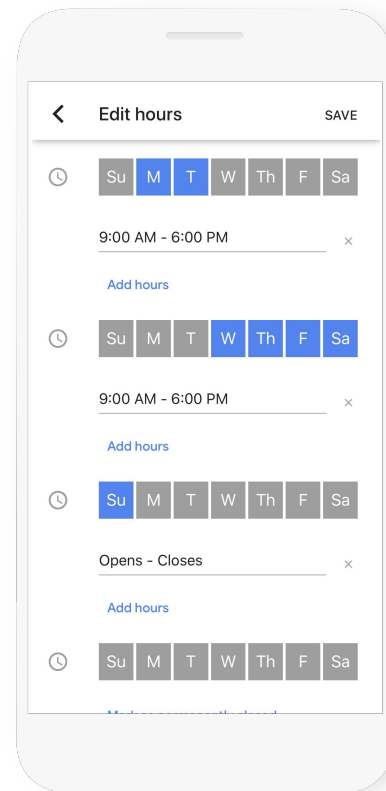 Edit hours SAVE
Su M T W Th F Sa
9:00 AM - 6:00 PM ×
Add hours
Su M T W Th F Sa
9:00 AM - 6:00 PM ×
Add hours
Su M T W Th F Sa
Opens - Closes ×
Add hours
Su M T W Th F Sa